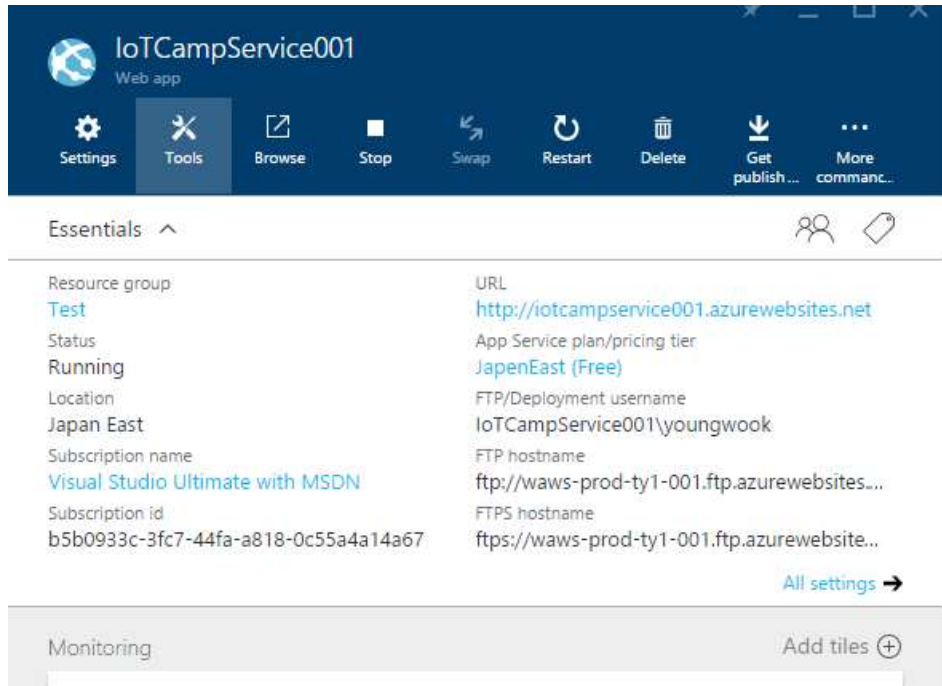 IoTCampService001
Web app
Settings
Tools
Browse
Stop
Swap
Restart
Delete
Get publish ...
More commanc...
Essentials
Resource group
Test
Status
Running
Location
Japan East
Subscription name
Visual Studio Ultimate with MSDN
Subscription id
b5b0933c-3fc7-44fa-a818-0c55a4a14a67
URL
http://iotcampservice001.azurewebsites.net
App Service plan/pricing tier
JapenEast (Free)
FTP/Deployment username
IoTCampService001\youngwook
FTP hostname
ftp://waws-prod-ty1-001.ftp.azurewebsites....
FTPS hostname
ftps://waws-prod-ty1-001.ftp.azurewebsite...
All settings
Monitoring
Add tiles